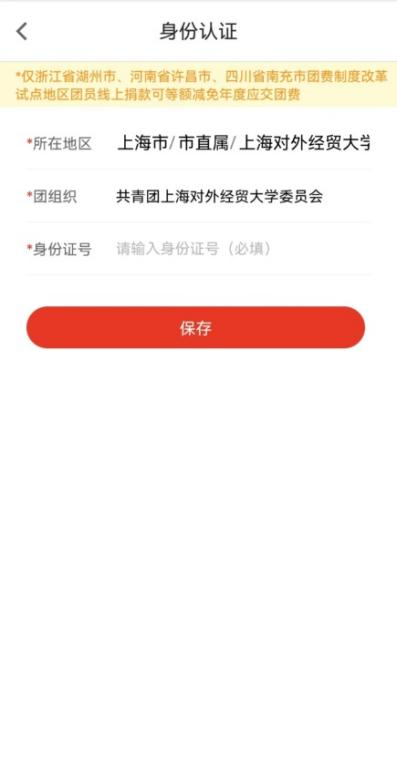 身份认证
*仅浙江省湖州市、河南省许昌市、四川省南充市团费制度改革
试点地区团员线上捐款可等额减免年度应交团费
*所在地区 上海市/市直属/上海对外经贸大学
*团组织 共青团上海对外经贸大学委员会
*身份证号 请输入身份证号（必填）
保存